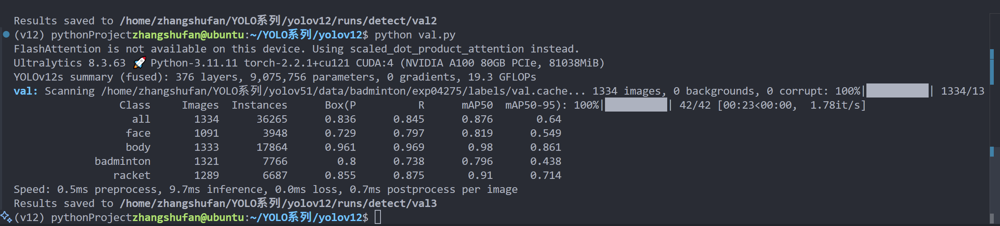 Results saved to /home/zhangshufan/YOLO系列/yolov12/runs/detect/val2
(v12) pythonProjectzhangshufan@ubuntu:~/YOLO系列/yolov12$ python val.py
FlashAttention is not available on this device. Using scaled_dot_product_attention instead.
Ultralytics 8.3.63 🚀 Python-3.11.11 torch-2.2.1+cu121 CUDA:4 (NVIDIA A100 80GB PCIe, 81038MiB)
YOLOv12s summary (fused): 376 layers, 9,075,756 parameters, 0 gradients, 19.3 GFLOPs
val: Scanning /home/zhangshufan/YOLO系列/yolov51/data/badminton/exp04275/labels/val.cache... 1334 images, 0 backgrounds, 0 corrupt: 100%|██████████| 1334/13
Class Images Instances Box(P R mAP50 mAP50-95): 100%|██████████| 42/42 [00:23<00:00, 1.78it/s]
all 1334 36265 0.836 0.845 0.876 0.64
face 1091 3948 0.729 0.797 0.819 0.549
body 1333 17864 0.961 0.969 0.98 0.861
badminton 1321 7766 0.8 0.738 0.796 0.438
racket 1289 6687 0.855 0.875 0.91 0.714
Speed: 0.5ms preprocess, 9.7ms inference, 0.0ms loss, 0.7ms postprocess per image
Results saved to /home/zhangshufan/YOLO系列/yolov12/runs/detect/val3
(v12) pythonProjectzhangshufan@ubuntu:~/YOLO系列/yolov12$